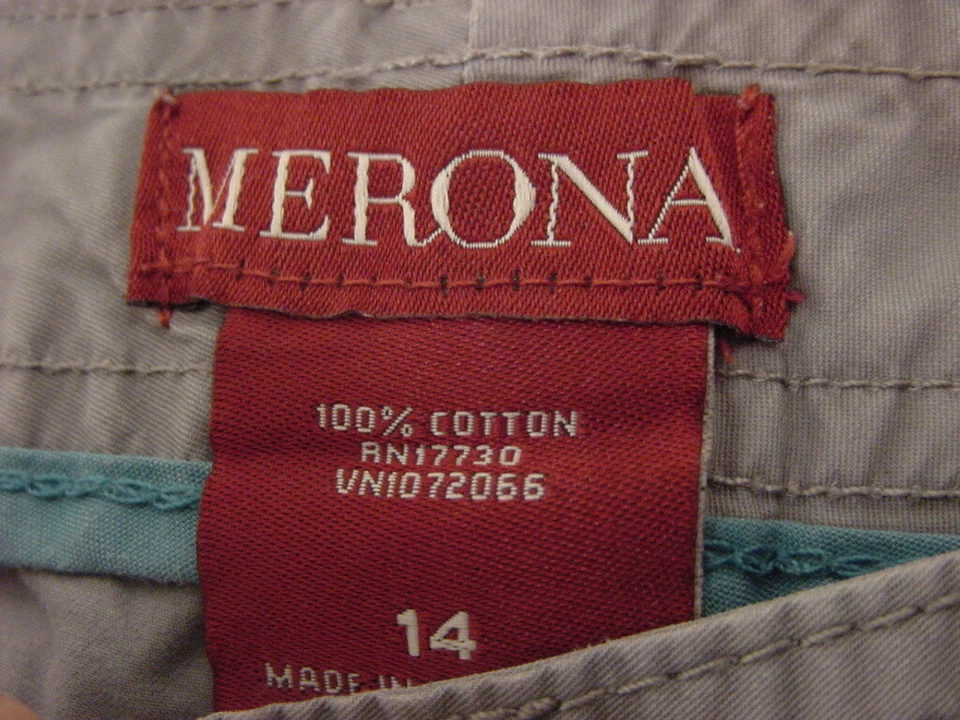 MERONA
100% COTTON
RN17730
VN1072066
14
MADE IN